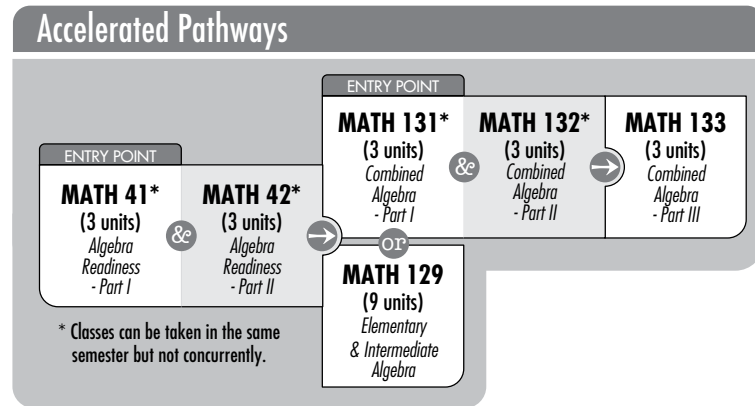 Accelerated Pathways
ENTRY POINT
MATH 41*
(3 units)
Algebra
Readiness
- Part I
&
MATH 42*
(3 units)
Algebra
Readiness
- Part II
ENTRY POINT
MATH 131*
(3 units)
Combined
Algebra
- Part I
&
MATH 132*
(3 units)
Combined
Algebra
- Part II
MATH 133
(3 units)
Combined
Algebra
- Part III
or
MATH 129
(9 units)
Elementary
& Intermediate
Algebra
* Classes can be taken in the same
semester but not concurrently.